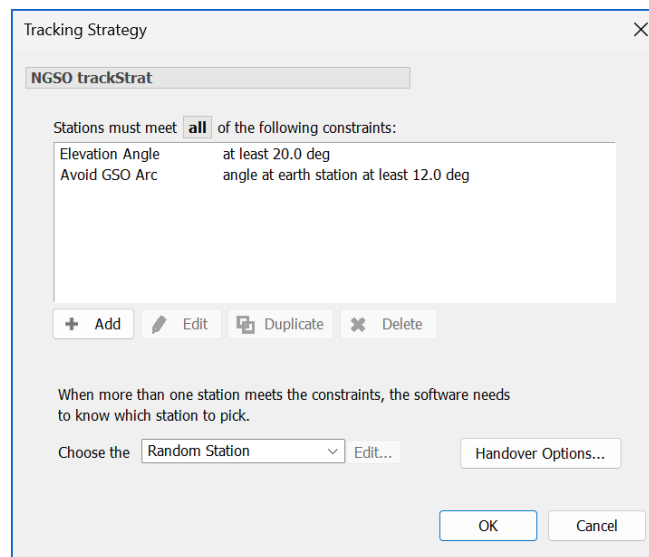 Tracking Strategy
NGSO trackStrat
Stations must meet all of the following constraints:
Elevation Angle at least 20.0 deg
Avoid GSO Arc angle at earth station at least 12.0 deg
Add Edit Duplicate Delete
When more than one station meets the constraints, the software needs
to know which station to pick.
Choose the Random Station Edit... Handover Options...
OK Cancel